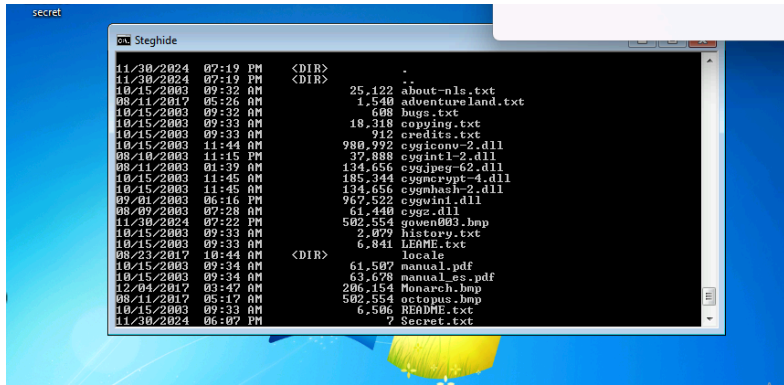 secret
Steghide
11/30/2024 07:19 PM <DIR> .
11/30/2024 07:19 PM <DIR> ..
10/15/2003 09:32 AM 25,122 about-nls.txt
08/11/2017 05:26 AM 1,540 adventureland.txt
10/15/2003 09:32 AM 608 bugs.txt
10/15/2003 09:33 AM 18,318 copying.txt
10/15/2003 09:33 AM 912 credits.txt
10/15/2003 11:44 AM 980,992 cygiconv-2.dll
08/10/2003 11:15 PM 37,888 cygintl-2.dll
08/11/2003 01:39 AM 134,656 cygjpeg-62.dll
10/15/2003 11:45 AM 185,344 cygmcrypt-4.dll
10/15/2003 11:45 AM 134,656 cygmhash-2.dll
09/01/2003 06:16 PM 967,522 cygwin1.dll
08/09/2003 07:28 AM 61,440 cygz.dll
11/30/2024 07:22 PM 502,554 gowen003.bmp
10/15/2003 09:33 AM 2,079 history.txt
10/15/2003 09:33 AM 6,841 LEAME.txt
08/23/2017 10:44 AM <DIR> locale
10/15/2003 09:34 AM 61,507 manual.pdf
10/15/2003 09:34 AM 63,678 manual_es.pdf
12/04/2017 03:47 AM 206,154 Monarch.bmp
08/11/2017 05:17 AM 502,554 octopus.bmp
10/15/2003 09:33 AM 6,506 README.txt
11/30/2024 06:07 PM 7 Secret.txt